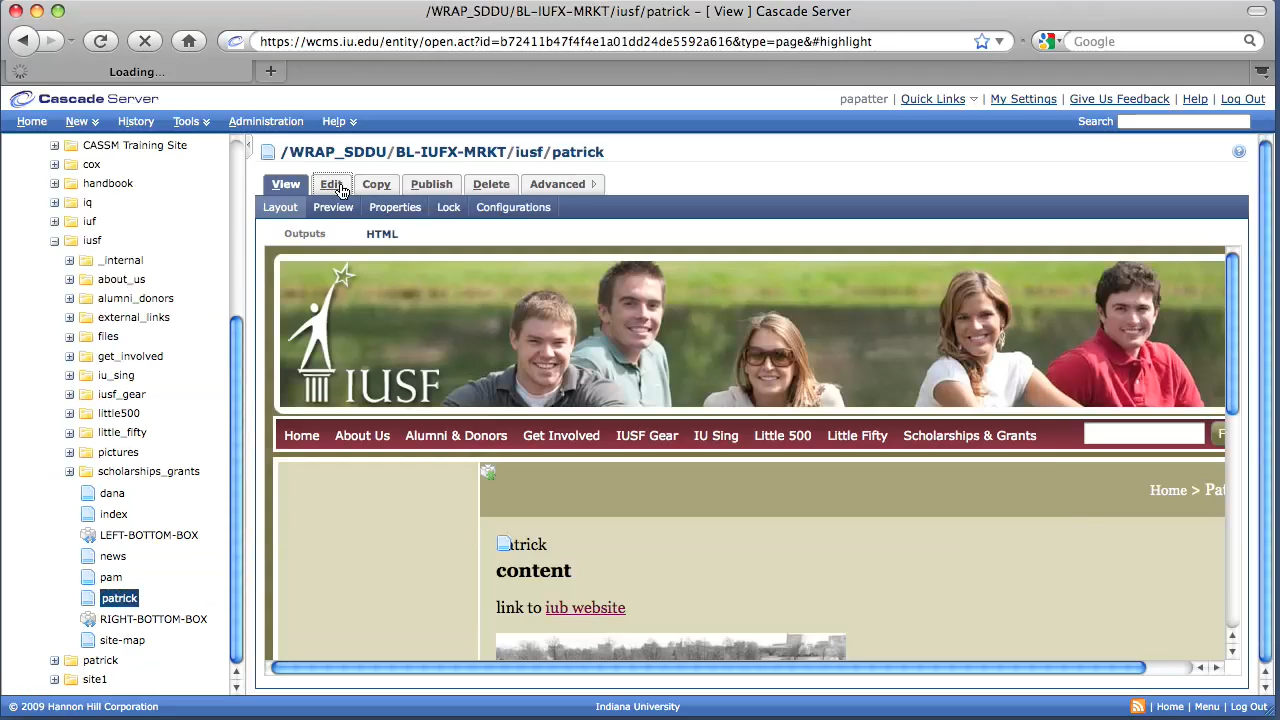 /WRAP_SDDU/BL-IUFX-MRKT/iusf/patrick - [ View ] Cascade Server
https://wcms.iu.edu/entity/open.act?id=b72411b47f4f4e1a01dd24de5592a616&type=page&#highlight
Google
Loading...
Cascade Server
papatter | Quick Links | My Settings | Give Us Feedback | Help | Log Out
Home New History Tools Administration Help Search
CASSM Training Site
cox
handbook
iq
iuf
iusf
_internal
about_us
alumni_donors
external_links
files
get_involved
iu_sing
iusf_gear
little500
little_fifty
pictures
scholarships_grants
dana
index
LEFT-BOTTOM-BOX
news
pam
patrick
RIGHT-BOTTOM-BOX
site-map
patrick
site1
/WRAP_SDDU/BL-IUFX-MRKT/iusf/patrick
View Edit Copy Publish Delete Advanced
Layout Preview Properties Lock Configurations
Outputs HTML
IUSF
Home About Us Alumni & Donors Get Involved IUSF Gear IU Sing Little 500 Little Fifty Scholarships & Grants F
Home > Pat
atrick
content
link to iub website
© 2009 Hannon Hill Corporation
Indiana University
| Home | Menu | Log Out